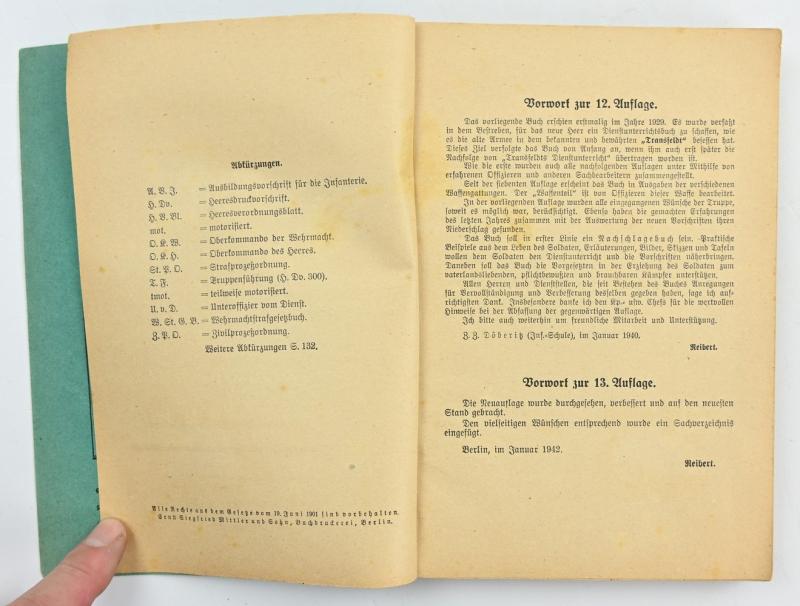 Abkürzungen.
A. V. J. = Ausbildungsvorschrift für die Infanterie.
H. Dv. = Heeresdruckvorschrift.
H. V. Bl. = Heeresverordnungsblatt.
mot. = motorisiert.
O. K. W. = Oberkommando der Wehrmacht.
O. K. H. = Oberkommando des Heeres.
St. P. O. = Strafprozeßordnung.
T. F. = Truppenführung (H. Dv. 300).
tmot. = teilweise motorisiert.
U. v. D. = Unteroffizier vom Dienst.
W. St. G. B. = Wehrmachtstrafgesetzbuch.
Z. P. O. = Zivilprozeßordnung.
Weitere Abkürzungen S. 132.
Alle Rechte aus dem Gesetze vom 19. Juni 1901 sind vorbehalten.
Ernst Siegfried Mittler und Sohn, Buchdruckerei, Berlin.
Vorwort zur 12. Auflage.
Das vorliegende Buch erschien erstmalig im Jahre 1929. Es wurde verfaßt
in dem Bestreben, für das neue Heer ein Dienstunterrichtsbuch zu schaffen, wie
es die alte Armee in dem bekannten und bewährten „Transfeldt“ besessen hat.
Dieses Ziel verfolgte das Buch von Anfang an, wenn ihm auch erst später die
Nachfolge von „Transfeldts Dienstunterricht“ übertragen worden ist.
Wie die erste wurden auch alle nachfolgenden Auflagen unter Mithilfe von
erfahrenen Offizieren und anderen Sachbearbeitern zusammengestellt.
Seit der siebenten Auflage erscheint das Buch in Ausgaben der verschiedenen
Waffengattungen. Der „Waffenteil“ ist von Offizieren dieser Waffe bearbeitet.
In der vorliegenden Auflage wurden alle eingegangenen Wünsche der Truppe,
soweit es möglich war, berücksichtigt. Ebenso haben die gemachten Erfahrungen
des letzten Jahres zusammen mit der Auswertung der neuen Vorschriften ihren
Niederschlag gefunden.
Das Buch soll in erster Linie ein Nachschlagebuch sein. Praktische
Beispiele aus dem Leben des Soldaten, Erläuterungen, Bilder, Skizzen und Tafeln
wollen dem Soldaten den Dienstunterricht und die Vorschriften näherbringen.
Daneben soll das Buch die Vorgesetzten in der Erziehung des Soldaten zum
vaterlandsliebenden, pflichtbewußten und brauchbaren Kämpfer unterstützen.
Allen Herren und Dienststellen, die seit Bestehen des Buches Anregungen
für Vervollständigung und Verbesserung desselben gegeben haben, sage ich auf-
richtigsten Dank. Insbesondere danke ich den Kp.- usw. Chefs für die wertvollen
Hinweise bei der Abfassung der gegenwärtigen Auflage.
Ich bitte auch weiterhin um freundliche Mitarbeit und Unterstützung.
Z. Z. Döberitz (Inf.-Schule), im Januar 1940.
Reibert.
Vorwort zur 13. Auflage.
Die Neuauflage wurde durchgesehen, verbessert und auf den neuesten
Stand gebracht.
Den vielseitigen Wünschen entsprechend wurde ein Sachverzeichnis
eingefügt.
Berlin, im Januar 1942.
Reibert.